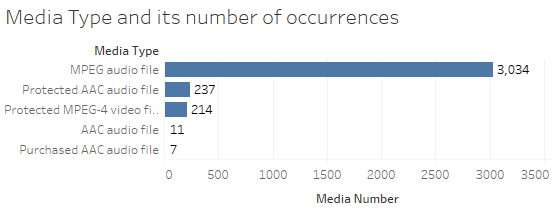 Media Type and its number of occurrences
Media Type
MPEG audio file 3,034
Protected AAC audio file 237
Protected MPEG-4 video fi.. 214
AAC audio file 11
Purchased AAC audio file 7
0 500 1000 1500 2000 2500 3000 3500
Media Number